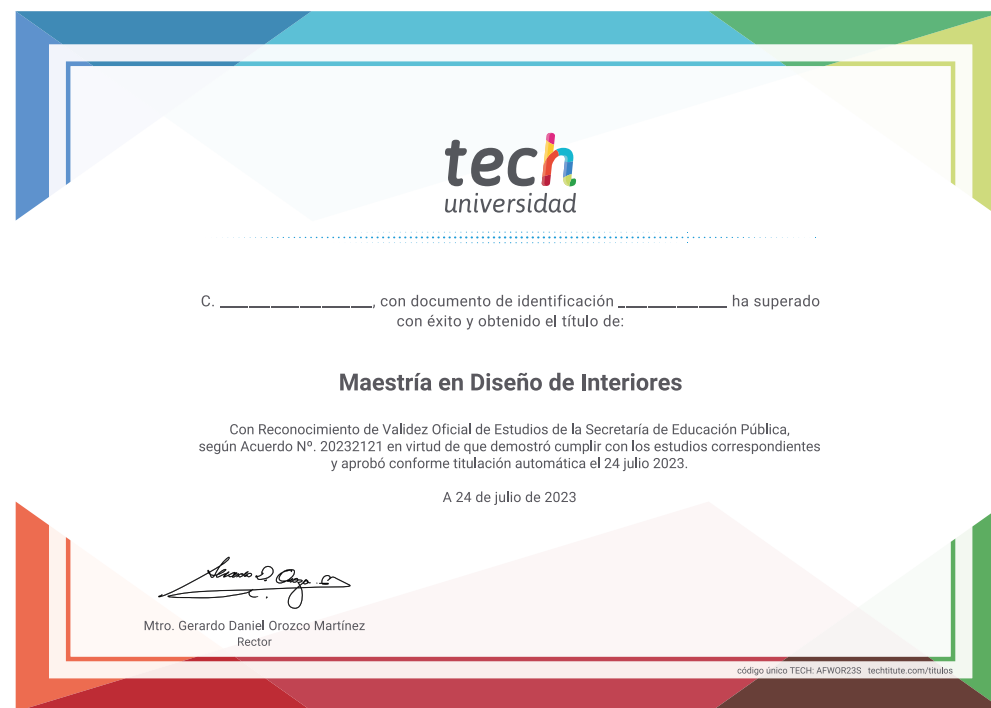 tech
universidad
C. ____________________, con documento de identificación ______________ ha superado
con éxito y obtenido el título de:
Maestría en Diseño de Interiores
Con Reconocimiento de Validez Oficial de Estudios de la Secretaría de Educación Pública,
según Acuerdo Nº. 20232121 en virtud de que demostró cumplir con los estudios correspondientes
y aprobó conforme titulación automática el 24 julio 2023.
A 24 de julio de 2023
Mtro. Gerardo Daniel Orozco Martínez
Rector
código único TECH: AFWOR23S techtitute.com/titulos